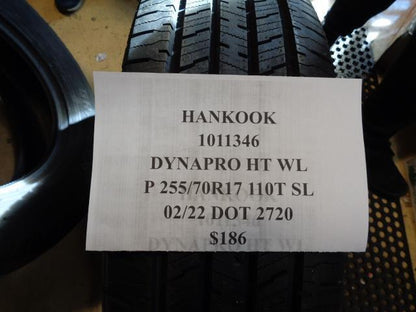 HANKOOK
1011346
DYNAPRO HT WL
P 255/70R17 110T SL
02/22 DOT 2720
$186